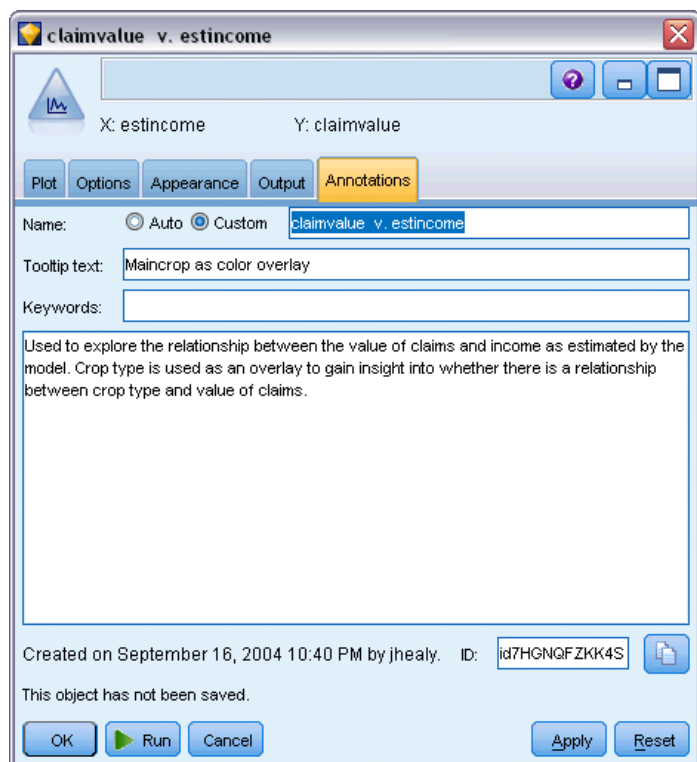 claimvalue v. estincome
X: estincome Y: claimvalue
Plot Options Appearance Output Annotations
Name: Auto Custom claimvalue v. estincome
Tooltip text: Maincrop as color overlay
Keywords:
Used to explore the relationship between the value of claims and income as estimated by the
model. Crop type is used as an overlay to gain insight into whether there is a relationship
between crop type and value of claims.
Created on September 16, 2004 10:40 PM by jhealy. ID: id7HGNQFZKK4S
This object has not been saved.
OK Run Cancel Apply Reset